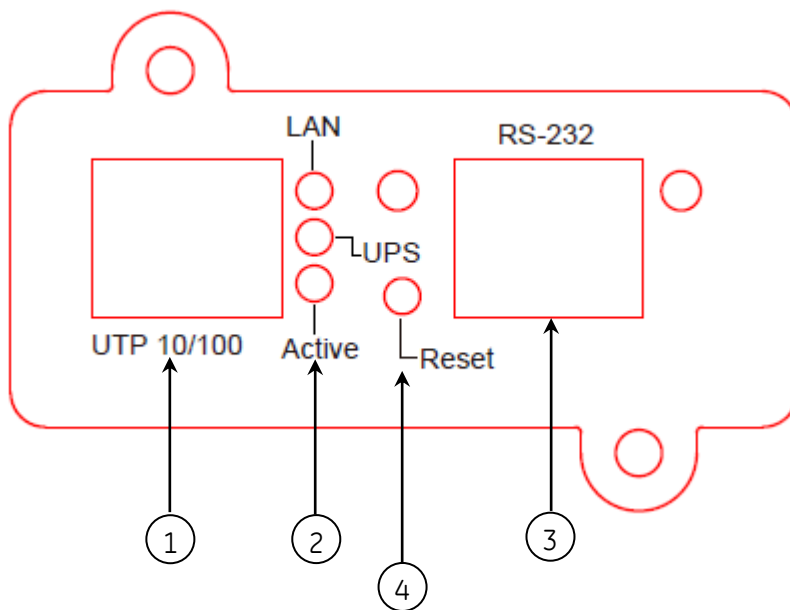 LAN
RS-232
UPS
UTP 10/100
Active
Reset
1
2
3
4